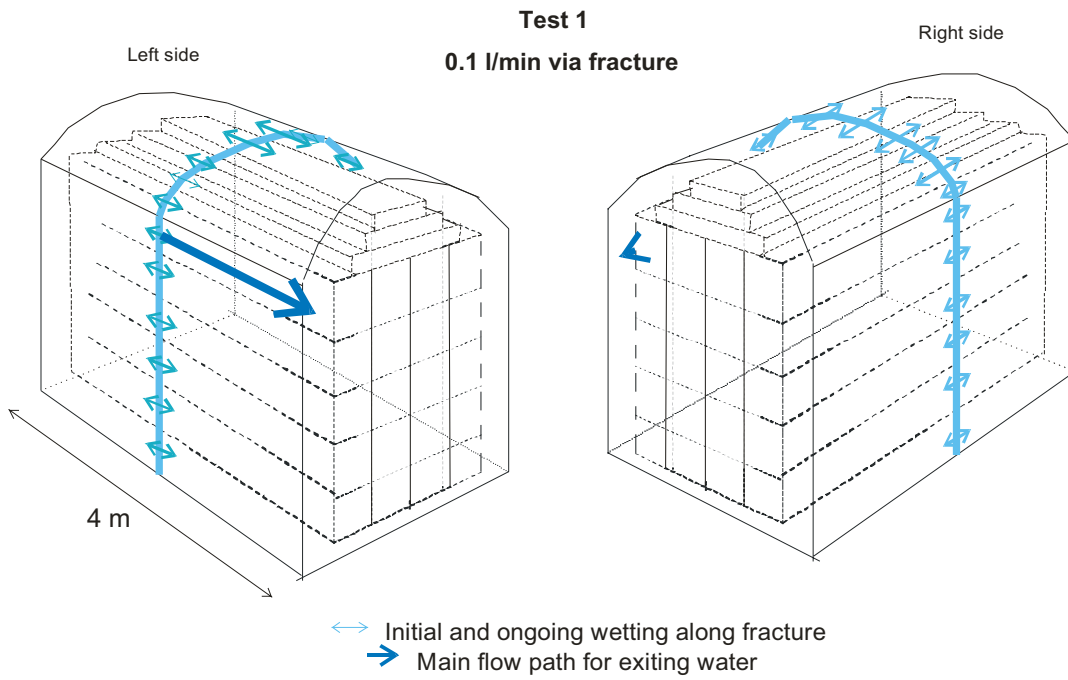 Test 1
Left side
Right side
0.1 l/min via fracture
4 m
Initial and ongoing wetting along fracture
Main flow path for exiting water